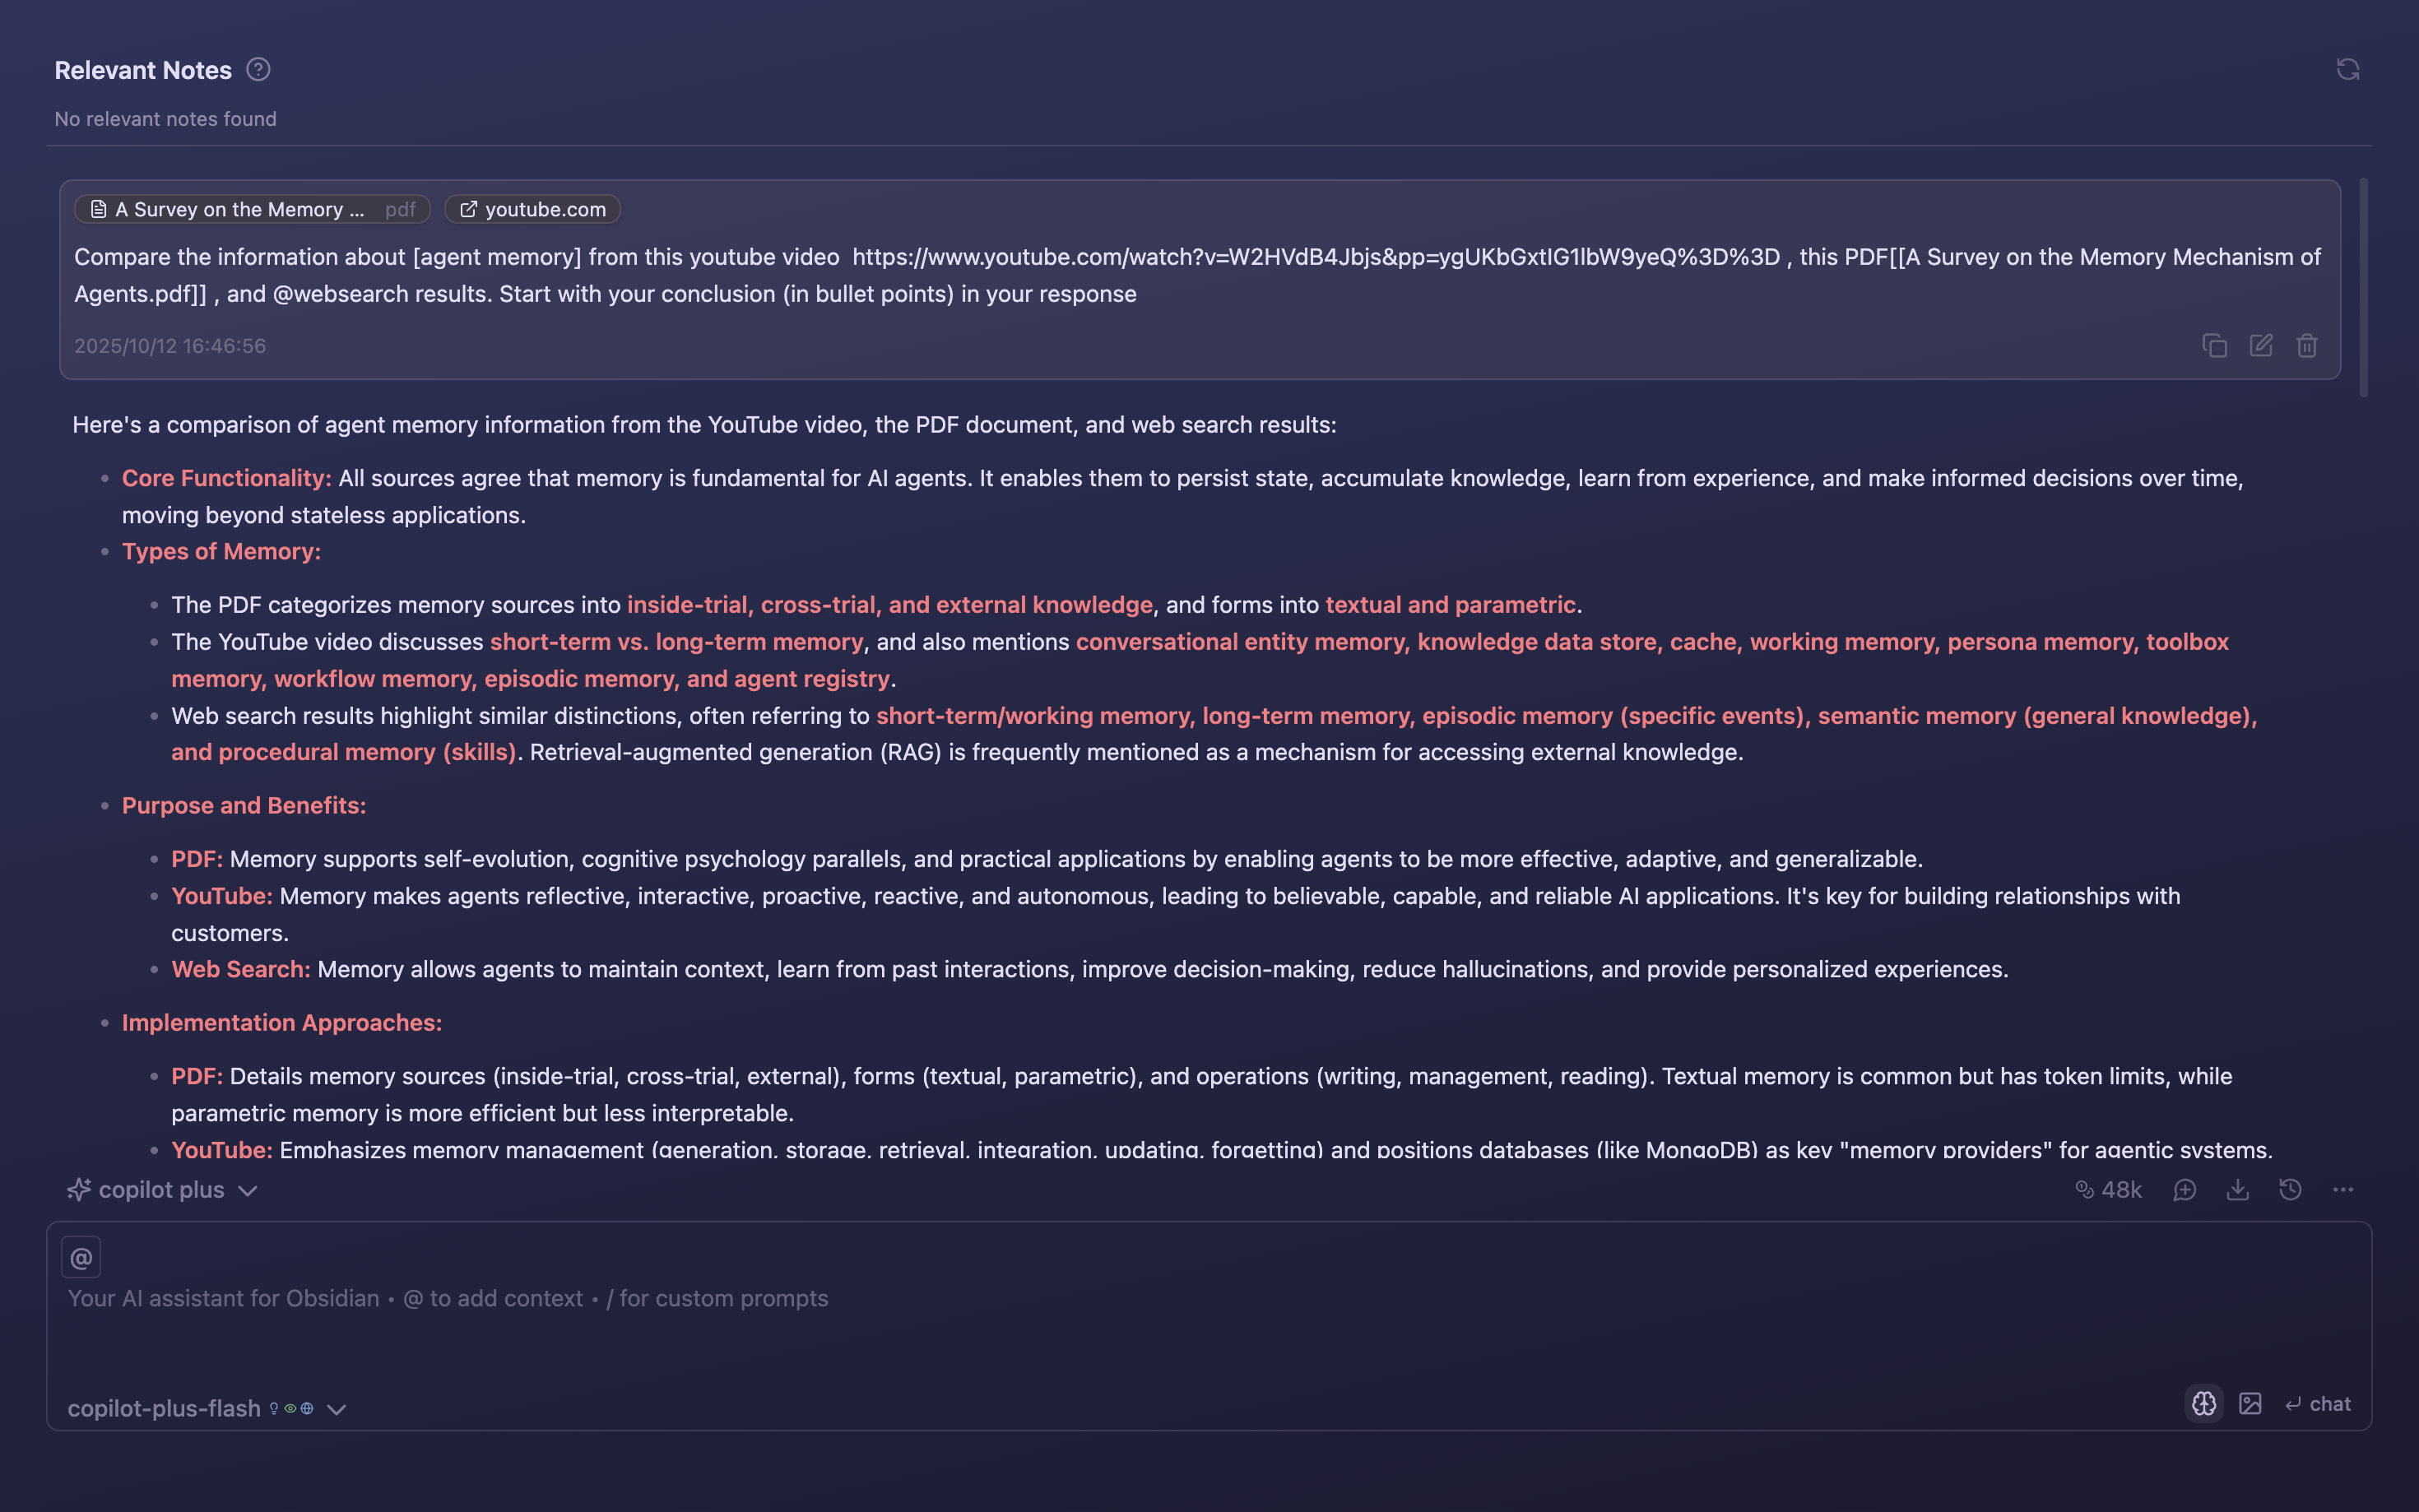 Relevant Notes
No relevant notes found
A Survey on the Memory ... pdf youtube.com
Compare the information about [agent memory] from this youtube video  https://www.youtube.com/watch?v=W2HVdB4Jbjs&pp=ygUKbGxtIG1lbW9yeQ%3D%3D , this PDF[[A Survey on the Memory Mechanism of
Agents.pdf]] , and @websearch results. Start with your conclusion (in bullet points) in your response
2025/10/12 16:46:56
Here's a comparison of agent memory information from the YouTube video, the PDF document, and web search results:
• Core Functionality: All sources agree that memory is fundamental for AI agents. It enables them to persist state, accumulate knowledge, learn from experience, and make informed decisions over time,
moving beyond stateless applications.
• Types of Memory:
• The PDF categorizes memory sources into inside-trial, cross-trial, and external knowledge, and forms into textual and parametric.
• The YouTube video discusses short-term vs. long-term memory, and also mentions conversational entity memory, knowledge data store, cache, working memory, persona memory, toolbox
memory, workflow memory, episodic memory, and agent registry.
• Web search results highlight similar distinctions, often referring to short-term/working memory, long-term memory, episodic memory (specific events), semantic memory (general knowledge),
and procedural memory (skills). Retrieval-augmented generation (RAG) is frequently mentioned as a mechanism for accessing external knowledge.
• Purpose and Benefits:
• PDF: Memory supports self-evolution, cognitive psychology parallels, and practical applications by enabling agents to be more effective, adaptive, and generalizable.
• YouTube: Memory makes agents reflective, interactive, proactive, reactive, and autonomous, leading to believable, capable, and reliable AI applications. It's key for building relationships with
customers.
• Web Search: Memory allows agents to maintain context, learn from past interactions, improve decision-making, reduce hallucinations, and provide personalized experiences.
• Implementation Approaches:
• PDF: Details memory sources (inside-trial, cross-trial, external), forms (textual, parametric), and operations (writing, management, reading). Textual memory is common but has token limits, while
parametric memory is more efficient but less interpretable.
• YouTube: Emphasizes memory management (generation, storage, retrieval, integration, updating, forgetting) and positions databases (like MongoDB) as key "memory providers" for agentic systems.
copilot plus 48k
@
Your AI assistant for Obsidian • @ to add context • / for custom prompts
copilot-plus-flash chat